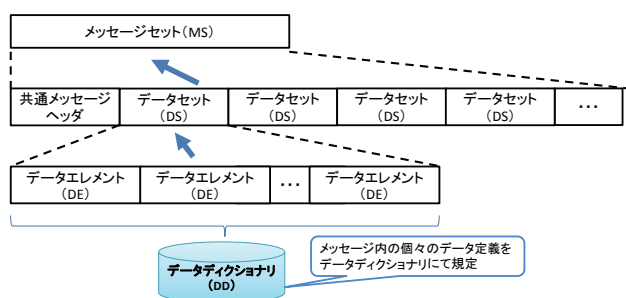 メッセージセット(MS)
共通メッセージ
ヘッダ
データセット
(DS)
データセット
(DS)
データセット
(DS)
データセット
(DS)
・・・
データエレメント
(DE)
データエレメント
(DE)
・・・
データエレメント
(DE)
メッセージ内の個々のデータ定義を
データディクショナリにて規定
データディクショナリ
(DD)